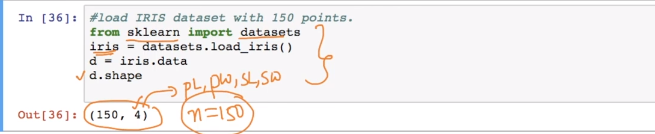 In [36]: #load IRIS dataset with 150 points.
from sklearn import datasets
iris = datasets.load_iris()
d = iris.data
d.shape
PL, PW, SL, SW
Out[36]: (150, 4)
n=150